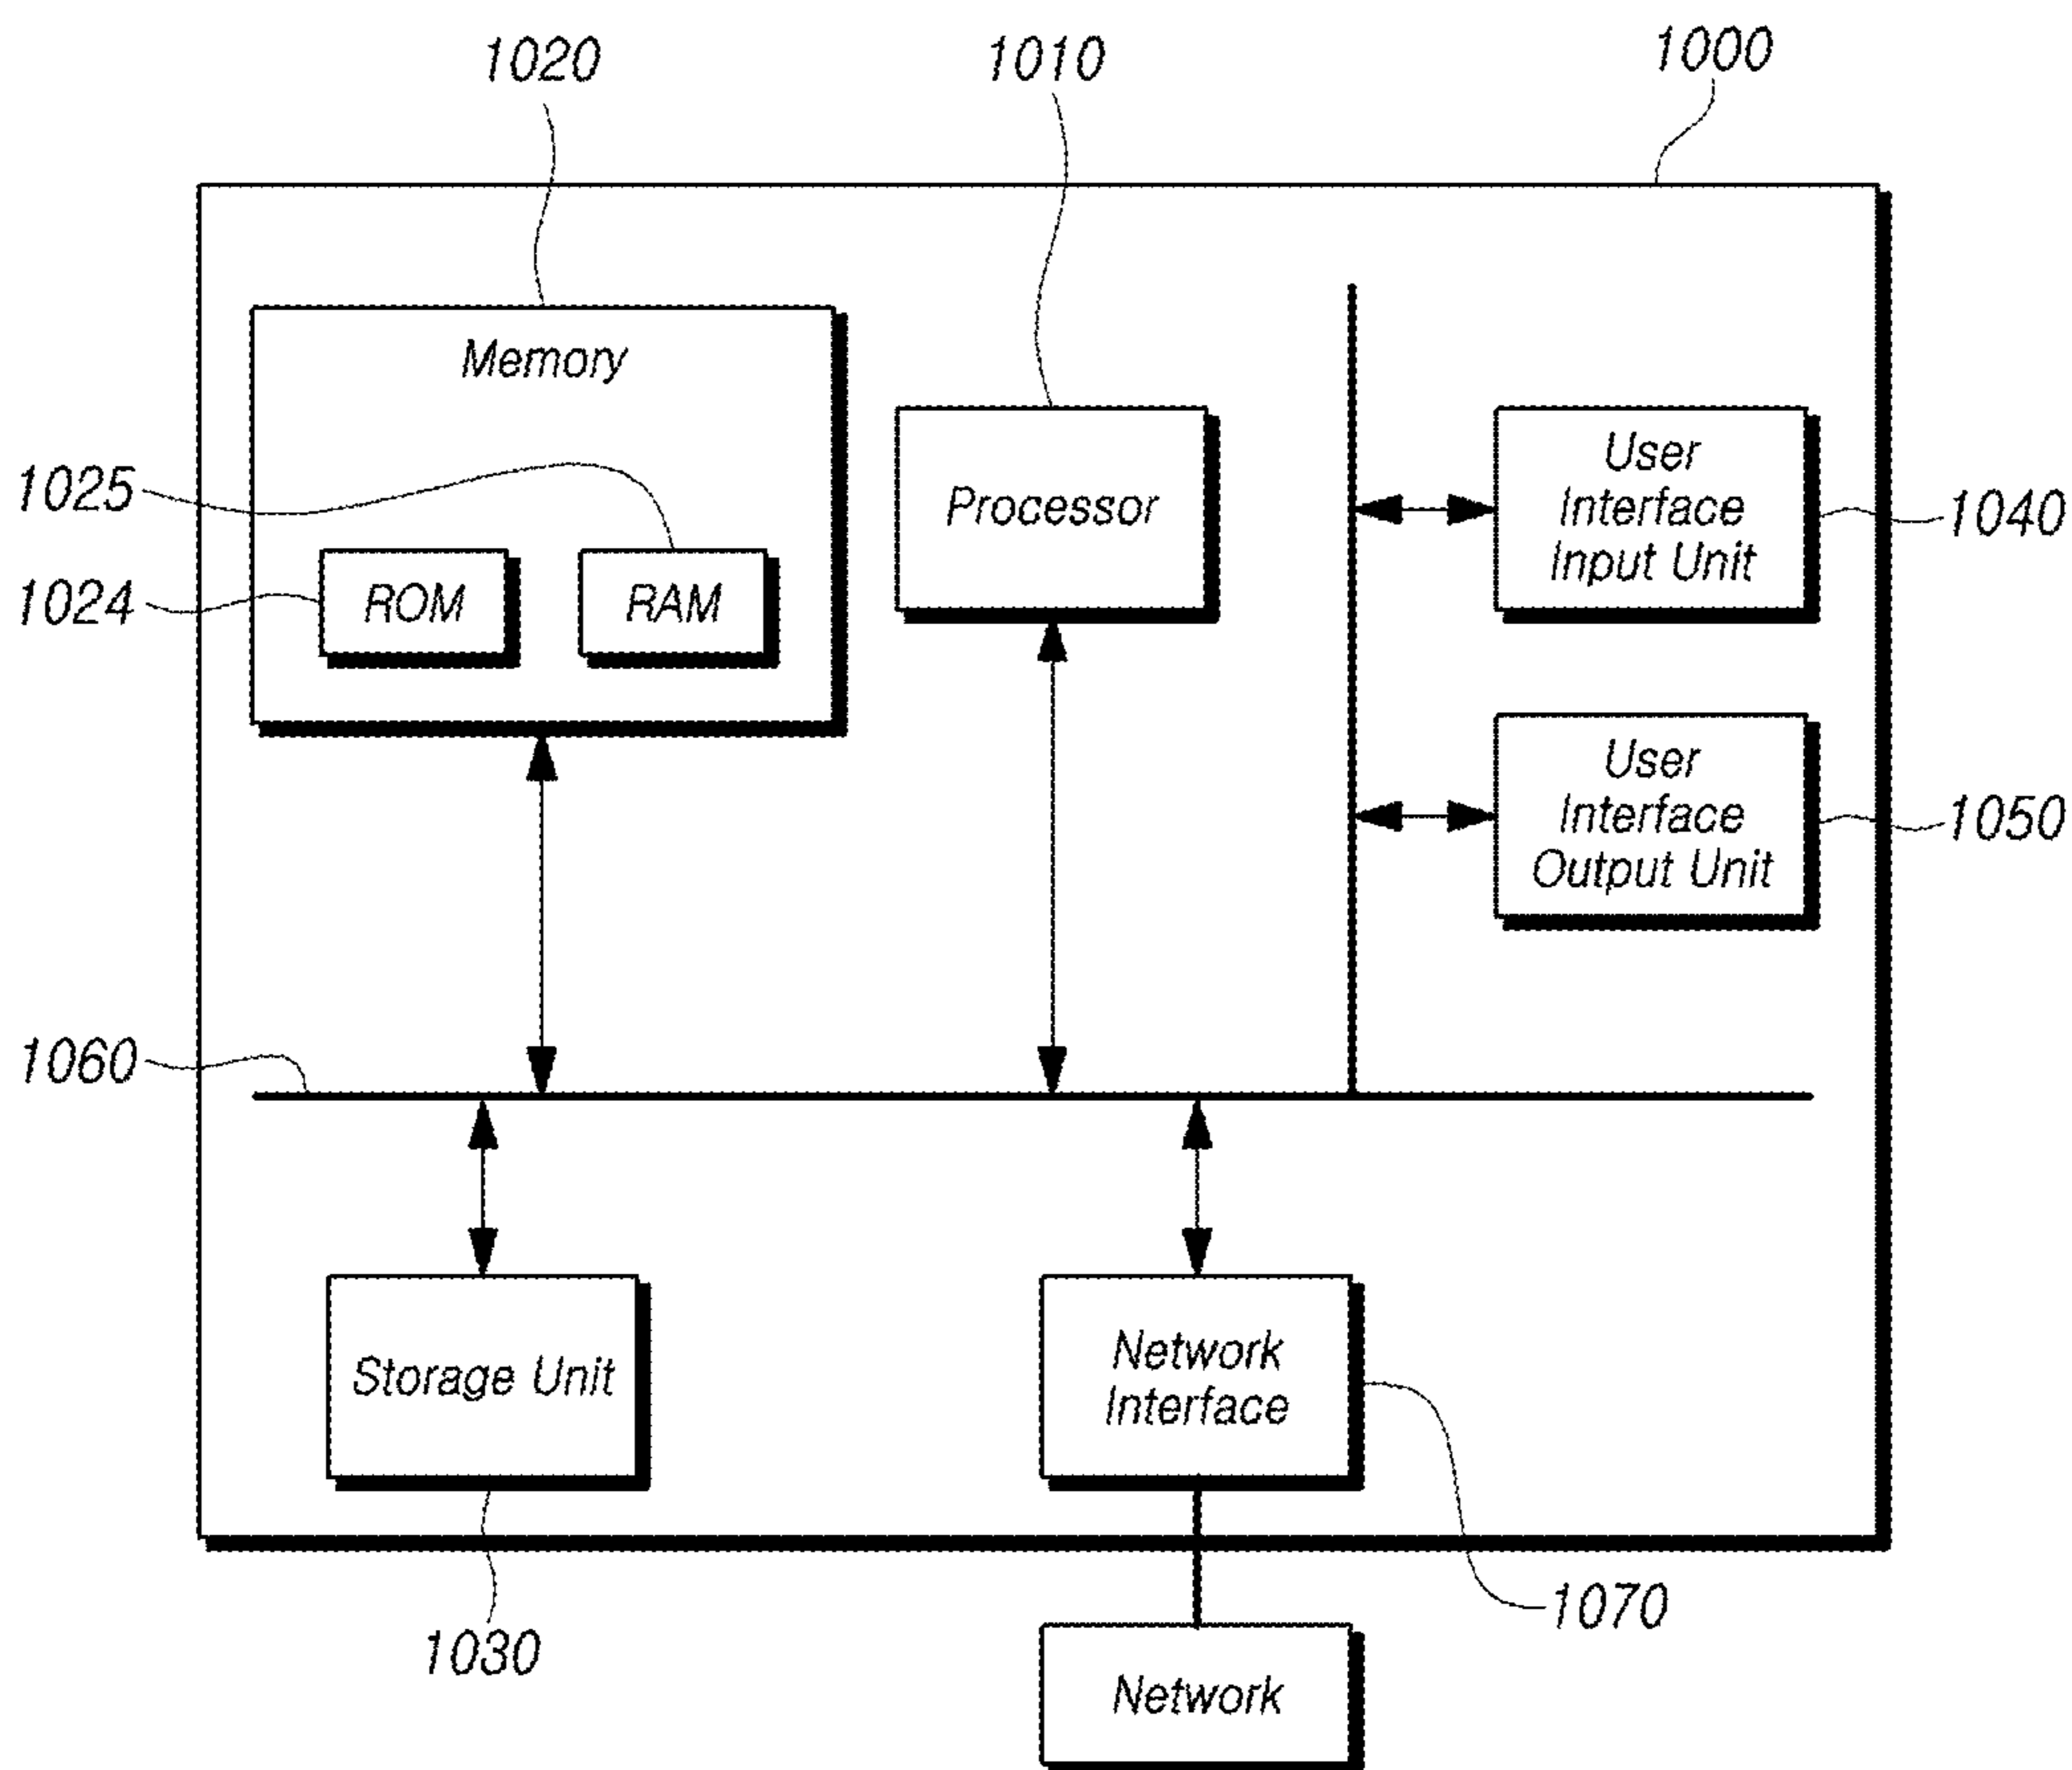 1020
1010
1000
Memory
1025
1024
ROM
RAM
Processor
User
Interface
Input Unit
1040
User
Interface
Output Unit
1050
1060
Storage Unit
Network
Interface
1030
1070
Network